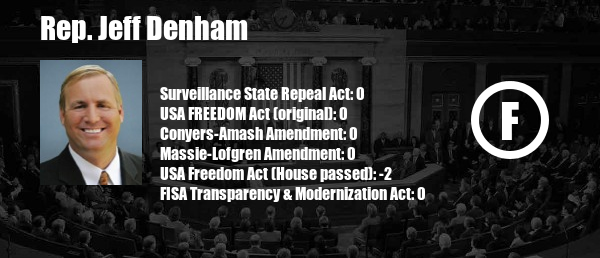 Rep. Jeff Denham
Surveillance State Repeal Act: 0
USA FREEDOM Act (original): 0
Conyers-Amash Amendment: 0
Massie-Lofgren Amendment: 0
USA Freedom Act (House passed): -2
FISA Transparency & Modernization Act: 0
F